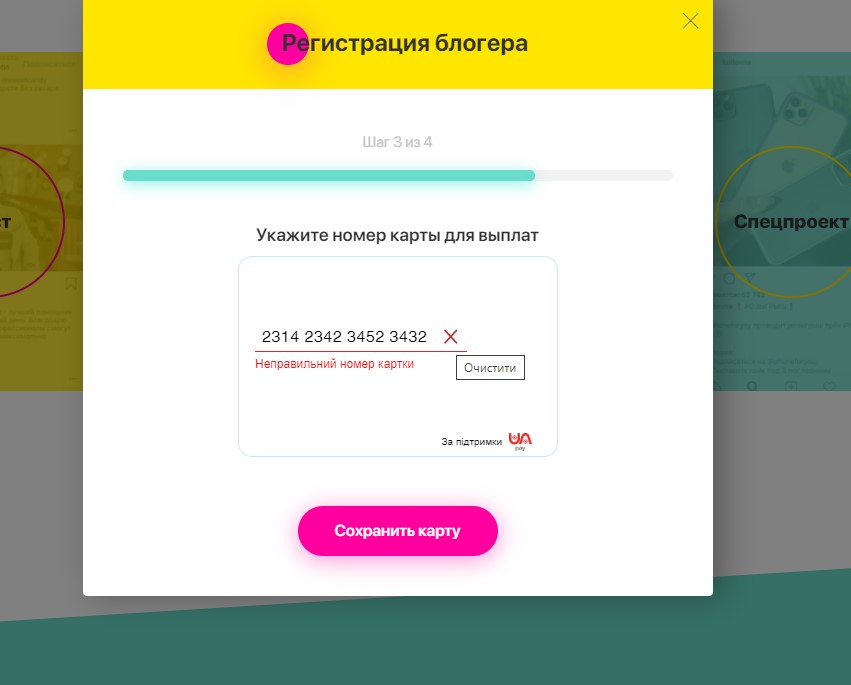 Регистрация блогера
Шаг 3 из 4
Укажите номер карты для выплат
2314 2342 3452 3432
Неправильний номер картки
Очистити
За підтримки UA
pay
Сохранить карту
Спецпроект